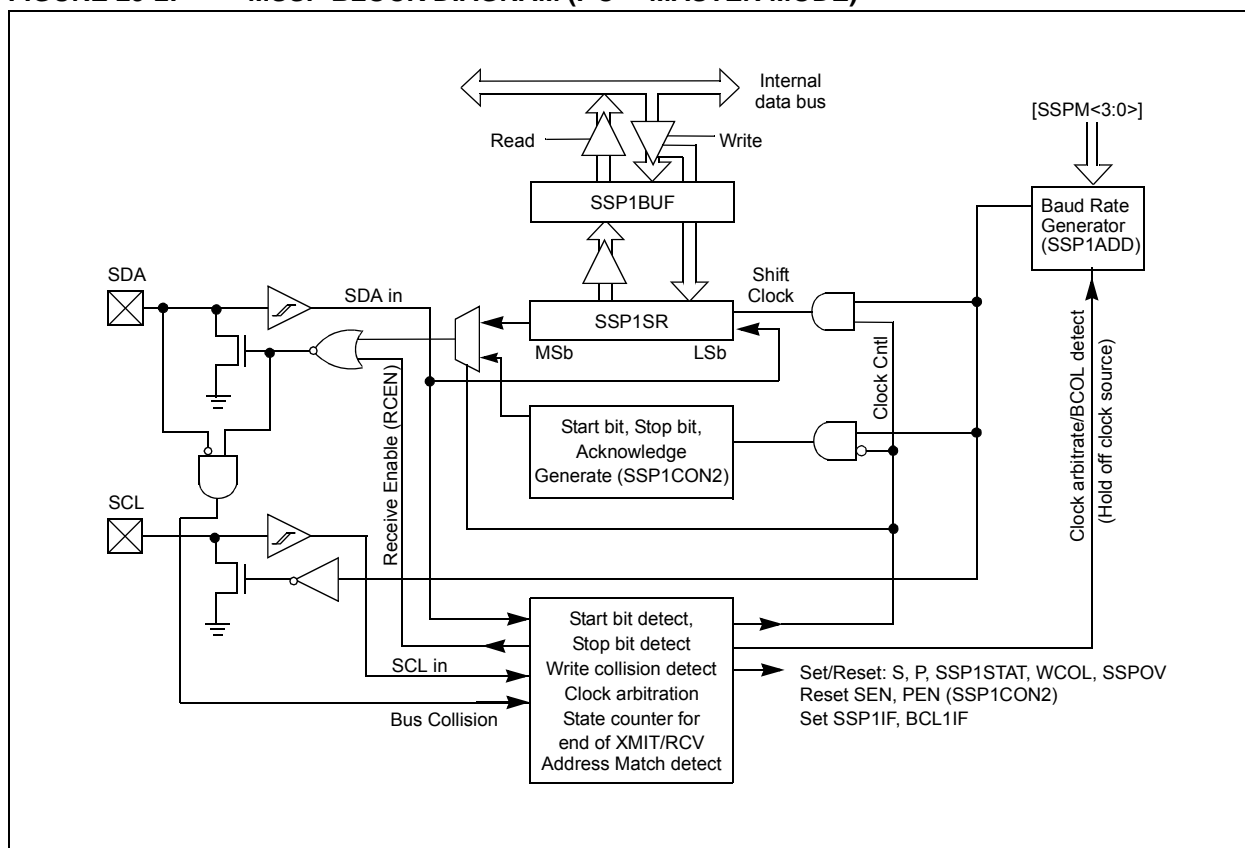 Internal
data bus
[SSPM<3:0>]
Read
Write
SSP1BUF
Baud Rate
Generator
(SSP1ADD)
SDA
SDA in
Shift
Clock
SSP1SR
MSb
LSb
Receive Enable (RCEN)
Start bit, Stop bit,
Acknowledge
Generate (SSP1CON2)
Clock Cntl
Clock arbitrate/BCOL detect
(Hold off clock source)
SCL
SCL in
Bus Collision
Start bit detect,
Stop bit detect
Write collision detect
Clock arbitration
State counter for
end of XMIT/RCV
Address Match detect
Set/Reset: S, P, SSP1STAT, WCOL, SSPOV
Reset SEN, PEN (SSP1CON2)
Set SSP1IF, BCL1IF